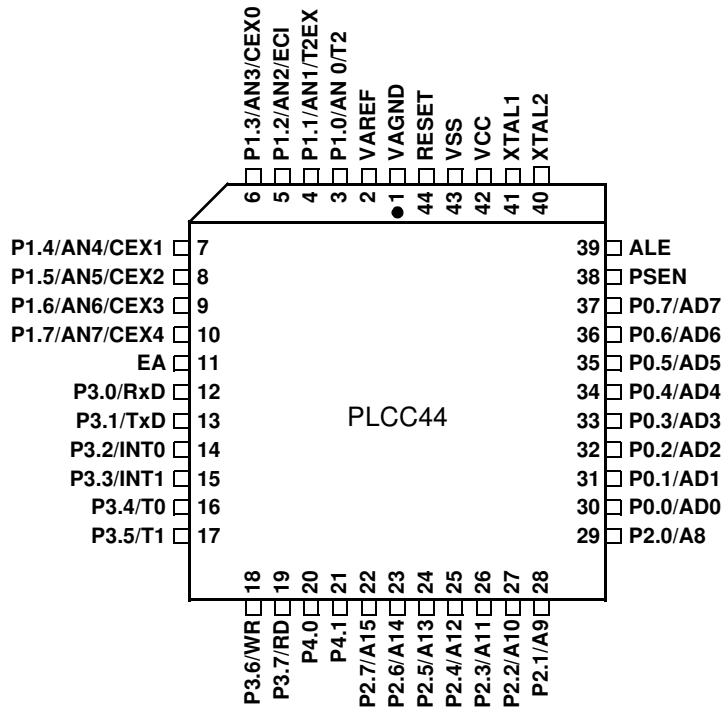 P1.3/AN3/CEX0
P1.2/AN2/ECI
P1.1/AN1/T2EX
P1.0/AN 0/T2
VAREF
VAGND
RESET
VSS
VCC
XTAL1
XTAL2
6
5
4
3
2
1
44
43
42
41
40
P1.4/AN4/CEX1 7
P1.5/AN5/CEX2 8
P1.6/AN6/CEX3 9
P1.7/AN7/CEX4 10
EA 11
P3.0/RxD 12
P3.1/TxD 13
P3.2/INT0 14
P3.3/INT1 15
P3.4/T0 16
P3.5/T1 17
PLCC44
39 ALE
38 PSEN
37 P0.7/AD7
36 P0.6/AD6
35 P0.5/AD5
34 P0.4/AD4
33 P0.3/AD3
32 P0.2/AD2
31 P0.1/AD1
30 P0.0/AD0
29 P2.0/A8
18
19
20
21
22
23
24
25
26
27
28
P3.6/WR
P3.7/RD
P4.0
P4.1
P2.7/A15
P2.6/A14
P2.5/A13
P2.4/A12
P2.3/A11
P2.2/A10
P2.1/A9